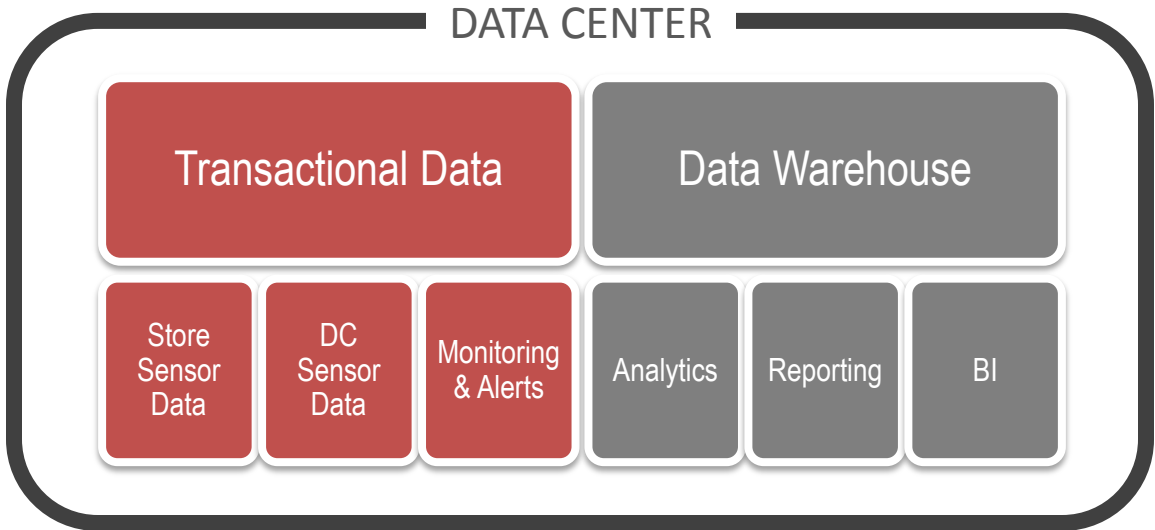 DATA CENTER
Transactional Data
Data Warehouse
Store
Sensor
Data
DC
Sensor
Data
Monitoring
& Alerts
Analytics
Reporting
BI